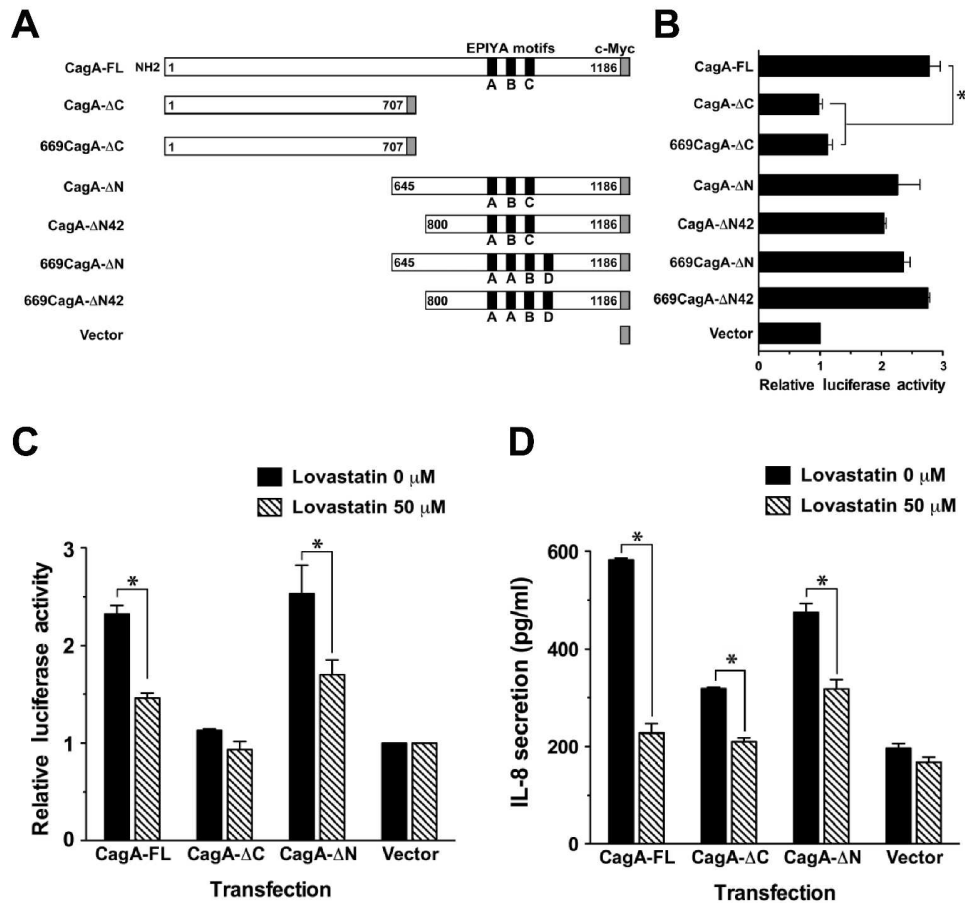 A
EPIYA motifs c-Myc
CagA-FL NH2 1 1186
A B C
CagA-ΔC 1 707
669CagA-ΔC 1 707
CagA-ΔN 645 1186
A B C
CagA-ΔN42 800 1186
A B C
669CagA-ΔN 645 1186
A A B D
669CagA-ΔN42 800 1186
A A B D
Vector
B
CagA-FL
CagA-ΔC
*
669CagA-ΔC
CagA-ΔN
CagA-ΔN42
669CagA-ΔN
669CagA-ΔN42
Vector
0 1 2 3
Relative luciferase activity
C
Lovastatin 0 μM
Lovastatin 50 μM
Relative luciferase activity
3
2
1
0
* *
CagA-FL CagA-ΔC CagA-ΔN Vector
Transfection
D
Lovastatin 0 μM
Lovastatin 50 μM
IL-8 secretion (pg/ml)
600
400
200
0
* * *
CagA-FL CagA-ΔC CagA-ΔN Vector
Transfection